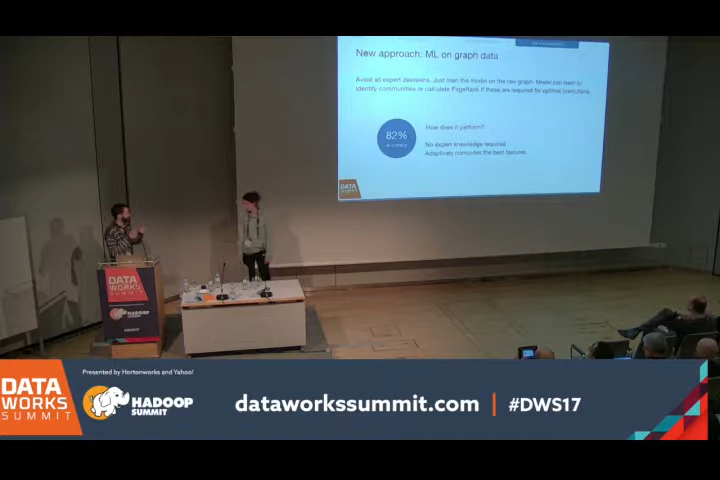 New approach: ML on graph data
Avoid all expert decisions. Just train the model on the raw graph. Model can learn to
identify communities or calculate PageRank if these are required for optimal predictions.
82%
accuracy
How does it perform?
No expert knowledge required.
Adaptively computes the best features.
DATA
WORKS
DATA
WORKS
SUMMIT
HADOOP
SUMMIT
Presented by Hortonworks and Yahoo!
DATA
WORKS
SUMMIT
HADOOP
SUMMIT
dataworkssummit.com
#DWS17